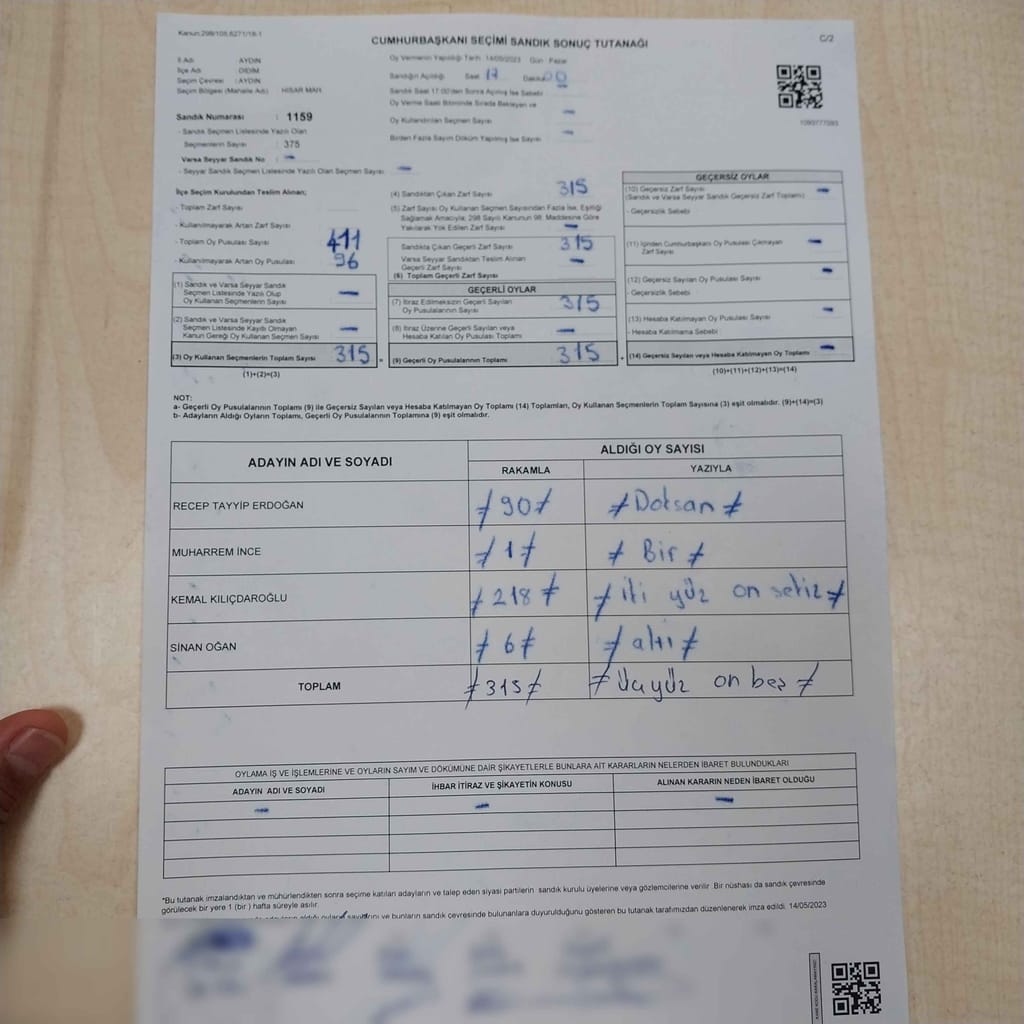 Kanun:298/105,6271/18-1
CUMHURBAŞKANI SEÇİMİ SANDIK SONUÇ TUTANAĞI
C/2
İl Adı : AYDIN
İlçe Adı : DİDİM
Seçim Çevresi : AYDIN
Seçim Bölgesi (Mahalle Adı) HİSAR MAH.
Sandık Numarası : 1159
- Sandık Seçmen Listesinde Yazılı Olan
Seçmenlerin Sayısı : 375
Varsa Seyyar Sandık No : -
- Seyyar Sandık Seçmen Listesinde Yazılı Olan Seçmen Sayısı: -
Oy Vermenin Yapıldığı Tarih :14/05/2023 Gün :Pazar
Sandığın Açıldığı Saat 17 Dakika 00
Sandık Saat 17:00'den Sonra Açılmış İse Sebebi
Oy Verme Saati Bitiminde Sırada Bekleyen ve
Oy Kullandırılan Seçmen Sayısı -
Birden Fazla Sayım Döküm Yapılmış İse Sayısı -
İlçe Seçim Kurulundan Teslim Alınan;
- Toplam Zarf Sayısı
- Kullanılmayarak Artan Zarf Sayısı
- Toplam Oy Pusulası Sayısı 411
- Kullanılmayarak Artan Oy Pusulası 96
(1) Sandık ve Varsa Seyyar Sandık
Seçmen Listesinde Yazılı Olup
Oy Kullanan Seçmenlerin Sayısı -
(2) Sandık ve Varsa Seyyar Sandık
Seçmen Listesinde Kayıtlı Olmayan
Kanun Gereği Oy Kullanan Seçmen Sayısı -
(3) Oy Kullanan Seçmenlerin Toplam Sayısı 315 =
(1)+(2)=(3)
(4) Sandıktan Çıkan Zarf Sayısı 315
(5) Zarf Sayısı Oy Kullanan Seçmen Sayısından Fazla İse, Eşitliği
Sağlamak Amacıyla; 298 Sayılı Kanunun 98. Maddesine Göre
Yakılarak Yok Edilen Zarf Sayısı -
Sandıkta Çıkan Geçerli Zarf Sayısı 315
Varsa Seyyar Sandıktan Teslim Alınan
Geçerli Zarf Sayısı -
(6) Toplam Geçerli Zarf Sayısı
GEÇERLİ OYLAR
(7) İtiraz Edilmeksizin Geçerli Sayılan
Oy Pusulalarının Sayısı 315
(8) İtiraz Üzerine Geçerli Sayılan veya
Hesaba Katılan Oy Pusulası Sayısı -
(9) Geçerli Oy Pusulalarının Toplamı 315 +
GEÇERSİZ OYLAR
(10) Geçersiz Zarf Sayısı -
(Sandık ve Varsa Seyyar Sandık Geçersiz Zarf Toplamı)
- Geçersizlik Sebebi
(11) İçinden Cumhurbaşkanı Oy Pusulası Çıkmayan
Zarf Sayısı -
(12) Geçersiz Sayılan Oy Pusulası Sayısı -
- Geçersizlik Sebebi
(13) Hesaba Katılmayan Oy Pusulası Sayısı -
- Hesaba Katılmama Sebebi
(14) Geçersiz Sayılan veya Hesaba Katılmayan Oy Toplamı -
(10)+(11)+(12)+(13)=(14)
NOT:
a- Geçerli Oy Pusulalarının Toplamı (9) ile Geçersiz Sayılan veya Hesaba Katılmayan Oy Toplamı (14) Toplamları, Oy Kullanan Seçmenlerin Toplam Sayısına (3) eşit olmalıdır. (9)+(14)=(3)
b- Adayların Aldığı Oyların Toplamı, Geçerli Oy Pusulalarının Toplamına (9) eşit olmalıdır.
ADAYIN ADI VE SOYADI
ALDIĞI OY SAYISI
RAKAMLA YAZIYLA
RECEP TAYYİP ERDOĞAN ≠90≠ ≠Doksan≠
MUHARREM İNCE ≠1≠ ≠Bir≠
KEMAL KILIÇDAROĞLU ≠218≠ ≠iki yüz on sekiz≠
SİNAN OĞAN ≠6≠ ≠altı≠
TOPLAM ≠315≠ ≠üçyüz on beş≠
OYLAMA İŞ VE İŞLEMLERİNE VE OYLARIN SAYIM VE DÖKÜMÜNE DAİR ŞİKAYETLERLE BUNLARA AİT KARARLARIN NELERDEN İBARET BULUNDUKLARI
ADAYIN ADI VE SOYADI İHBAR İTİRAZ VE ŞİKAYETİN KONUSU ALINAN KARARIN NEDEN İBARET OLDUĞU
- - -
*Bu tutanak imzalandıktan ve mühürlendikten sonra seçime katılan adayların ve talep eden siyasi partilerin sandık kurulu üyelerine veya gözlemcilerine verilir. Bir nüshası da sandık çevresinde
görülecek bir yere 1 (bir ) hafta süreyle asılır.
adayların aldığı oyların sayılarını ve bunların sandık çevresinde bulunanlara duyurulduğunu gösteren bu tutanak tarafımızdan düzenlenerek imza edildi. 14/05/2023